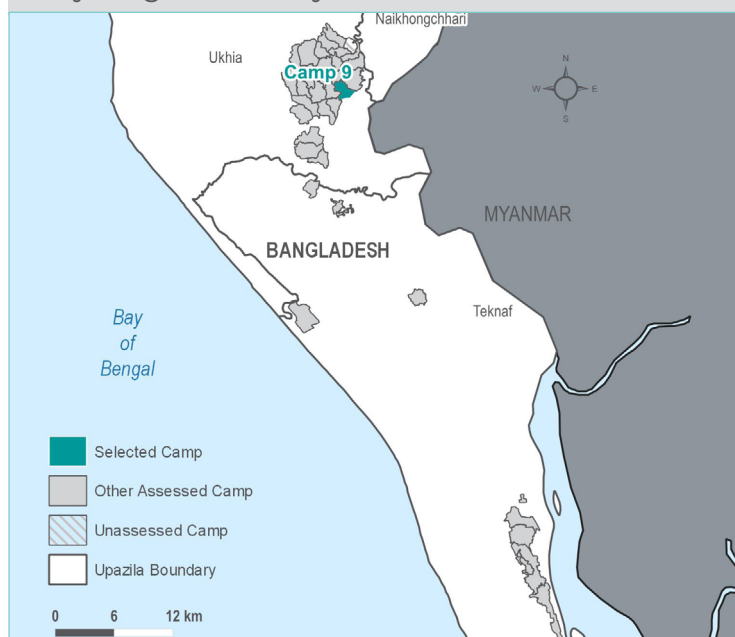 Naikhongchhari
Ukhia
Camp 9
N
W
E
S
MYANMAR
BANGLADESH
Teknaf
Bay
of
Bengal
Selected Camp
Other Assessed Camp
Unassessed Camp
Upazila Boundary
0 6 12 km